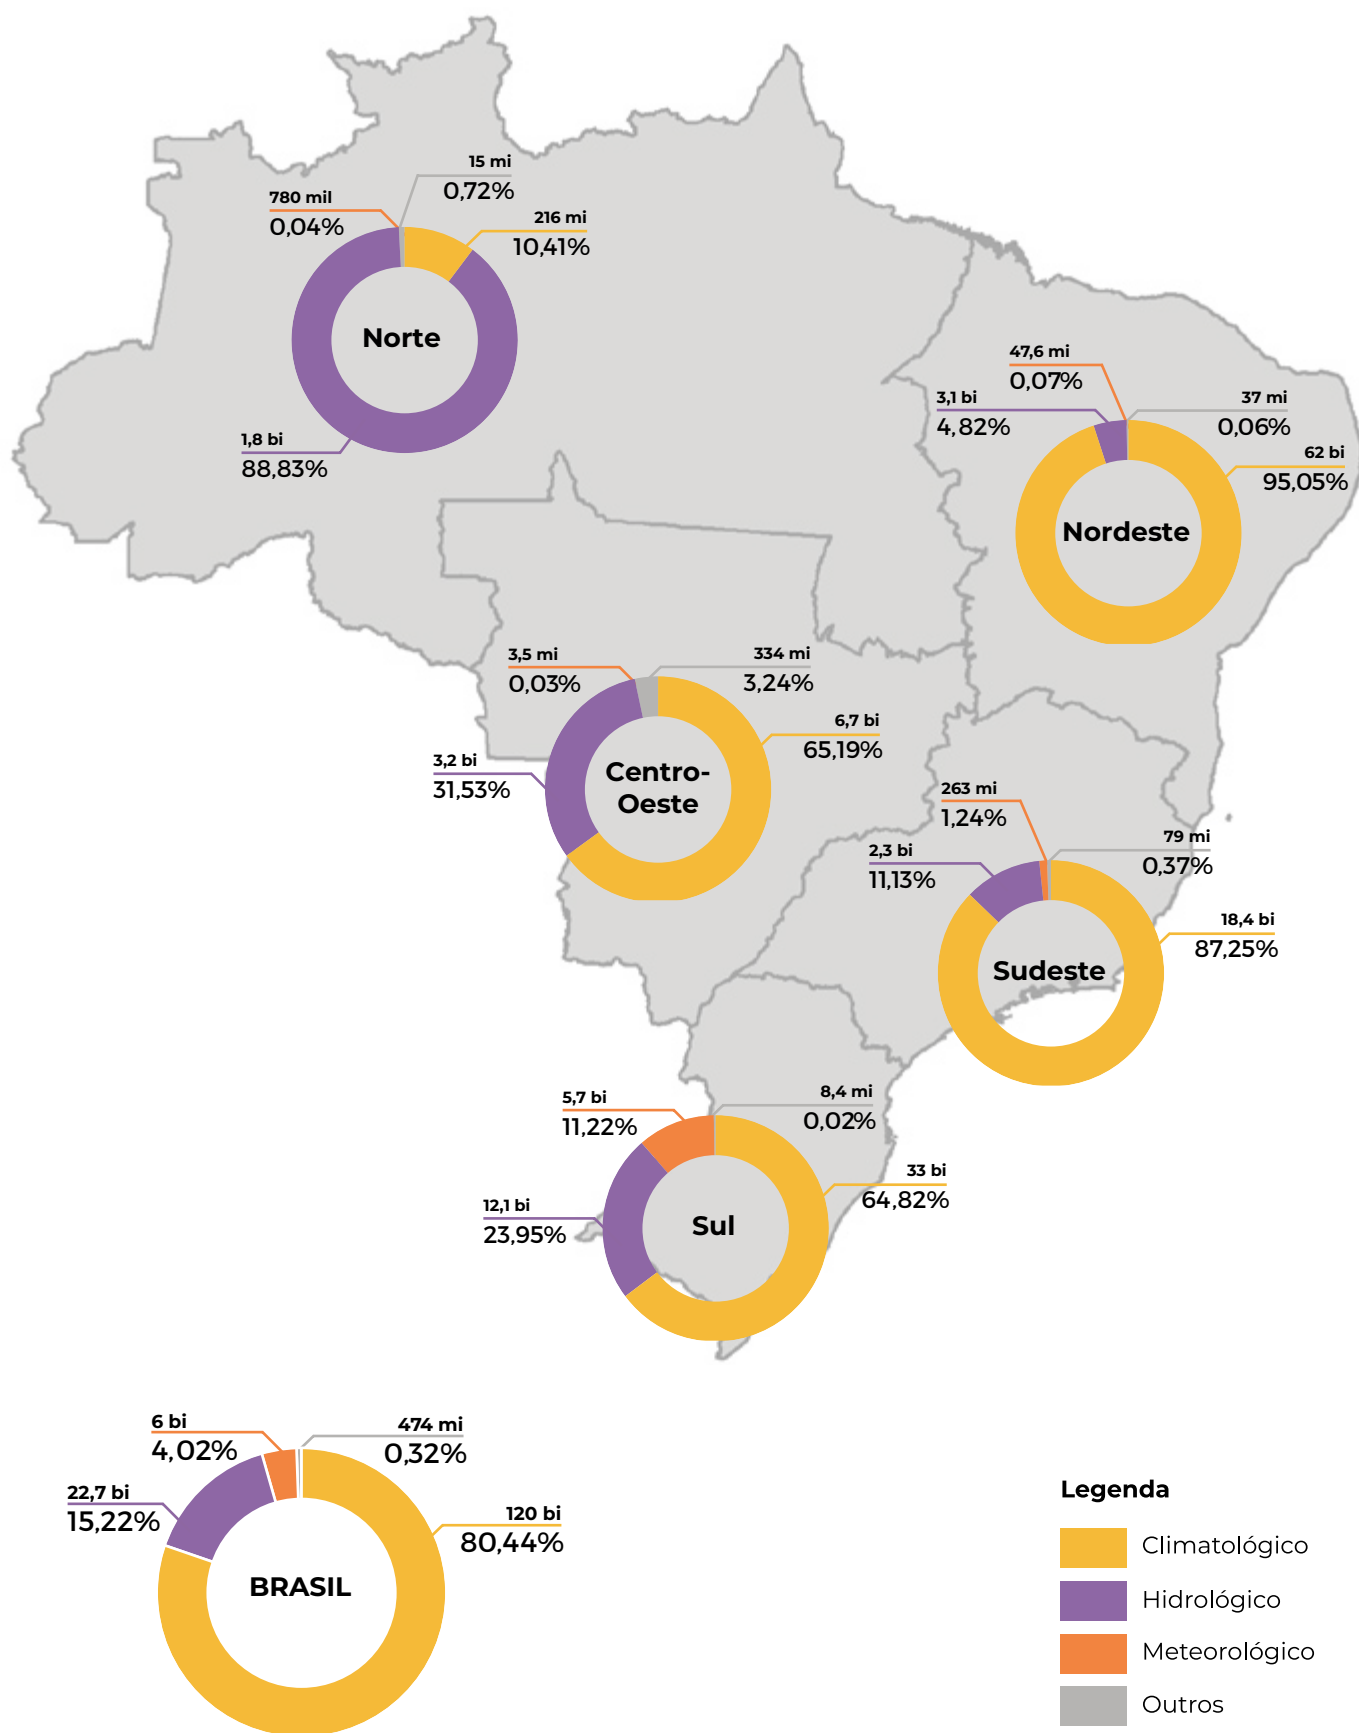 15 mi
0,72%
780 mil
0,04%
216 mi
10,41%
Norte
1,8 bi
88,83%
47,6 mi
0,07%
3,1 bi
4,82%
37 mi
0,06%
62 bi
95,05%
Nordeste
3,5 mi
0,03%
334 mi
3,24%
6,7 bi
65,19%
3,2 bi
31,53%
Centro-
Oeste
263 mi
1,24%
79 mi
0,37%
2,3 bi
11,13%
18,4 bi
87,25%
Sudeste
5,7 bi
11,22%
8,4 mi
0,02%
33 bi
64,82%
12,1 bi
23,95%
Sul
6 bi
4,02%
474 mi
0,32%
22,7 bi
15,22%
120 bi
80,44%
BRASIL
Legenda
Climatológico
Hidrológico
Meteorológico
Outros